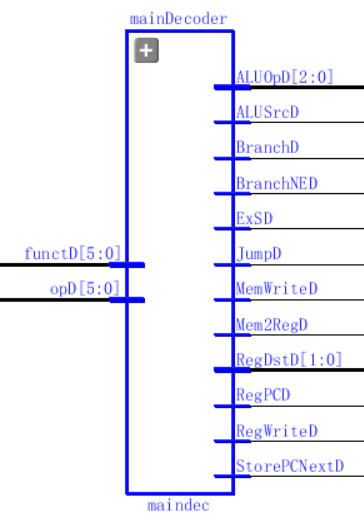 mainDecoder
ALUOpD[2:0]
ALUSrcD
BranchD
BranchNED
ExSD
functD[5:0]
JumpD
opD[5:0]
MemWriteD
Mem2RegD
RegDstD[1:0]
RegPCD
RegWriteD
StorePCNextD
maindec